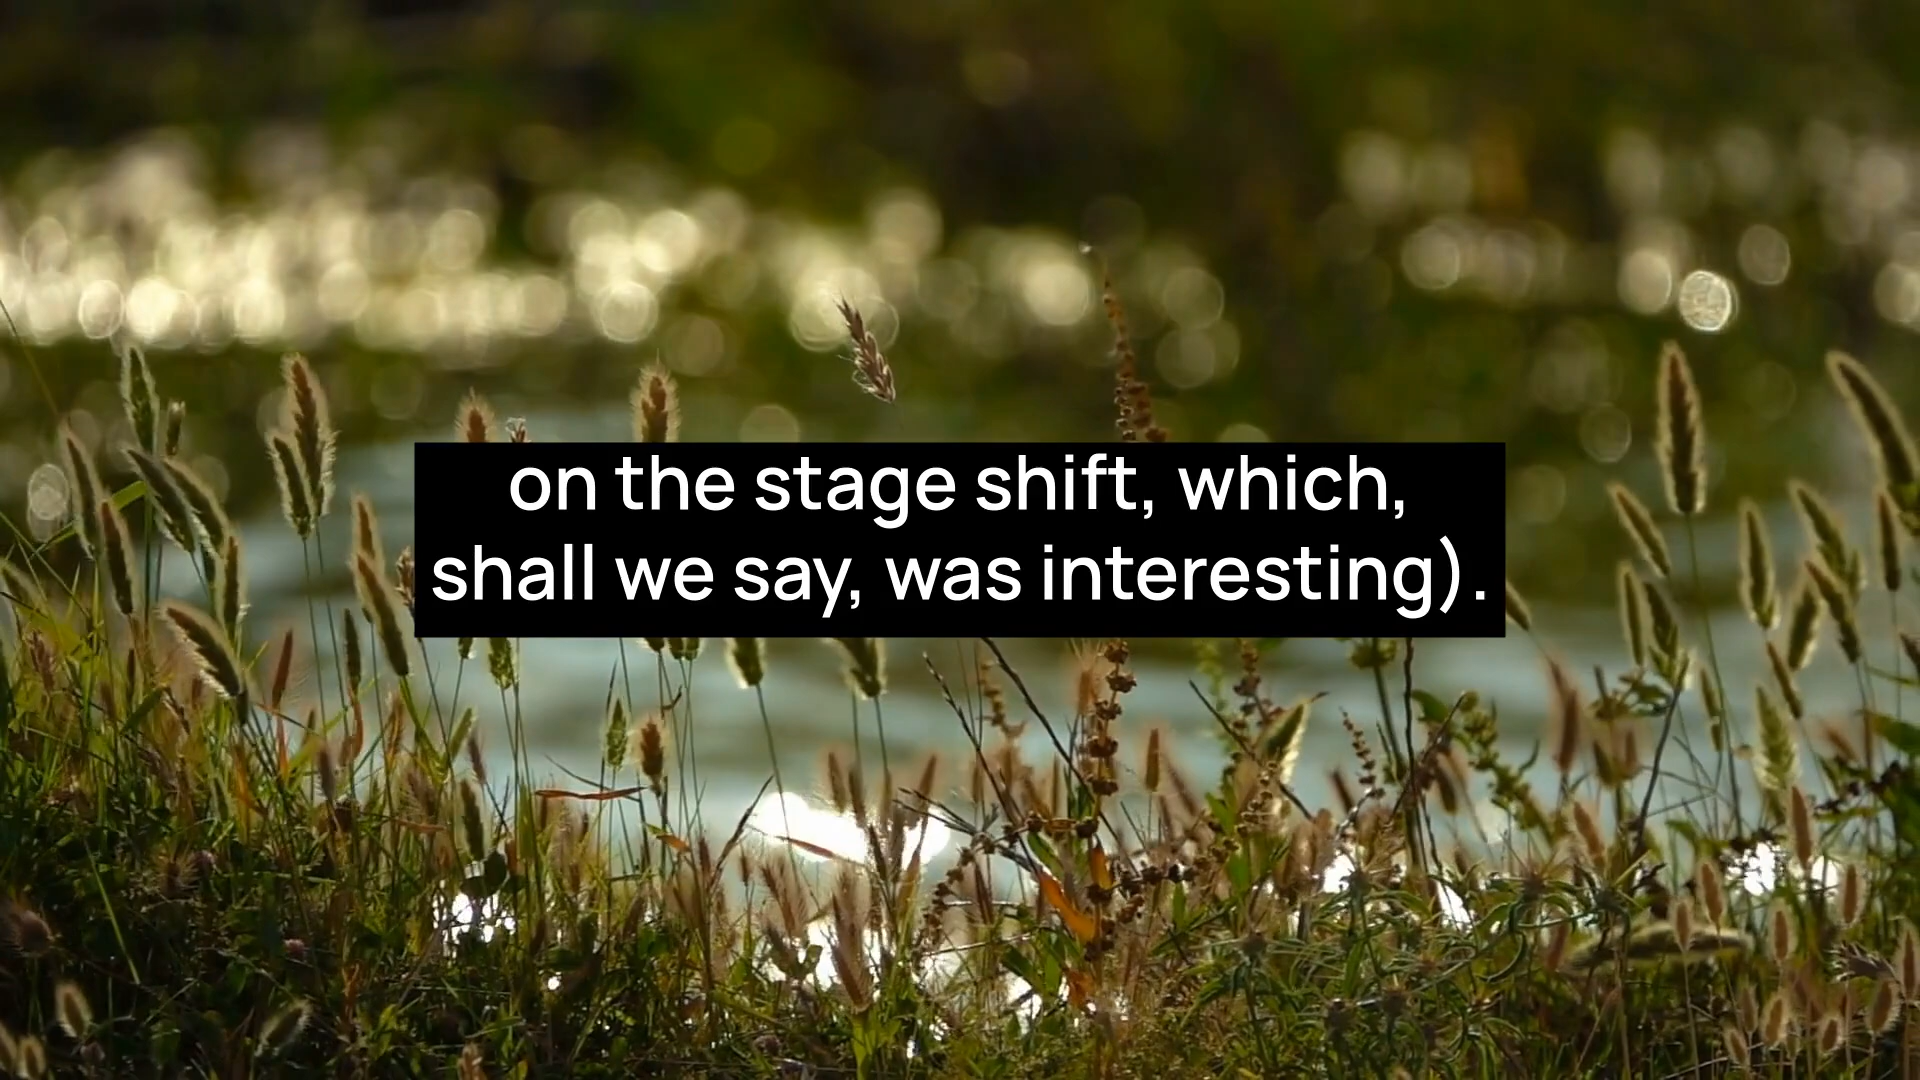 on the stage shift, which,
shall we say, was interesting).